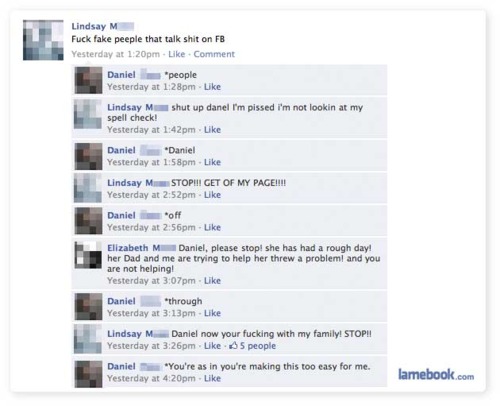 Lindsay M
Fuck fake peeple that talk shit on FB
Yesterday at 1:20pm · Like · Comment
Daniel *people
Yesterday at 1:28pm · Like
Lindsay M shut up danel I'm pissed i'm not lookin at my
spell check!
Yesterday at 1:42pm · Like
Daniel *Daniel
Yesterday at 1:58pm · Like
Lindsay M STOP!!! GET OF MY PAGE!!!!
Yesterday at 2:52pm · Like
Daniel *off
Yesterday at 2:56pm · Like
Elizabeth M Daniel, please stop! she has had a rough day!
her Dad and me are trying to help her threw a problem! and you
are not helping!
Yesterday at 3:07pm · Like
Daniel *through
Yesterday at 3:13pm · Like
Lindsay M Daniel now your fucking with my family! STOP!!
Yesterday at 3:26pm · Like · 5 people
Daniel *You're as in you're making this too easy for me.
Yesterday at 4:20pm · Like
lamebook.com